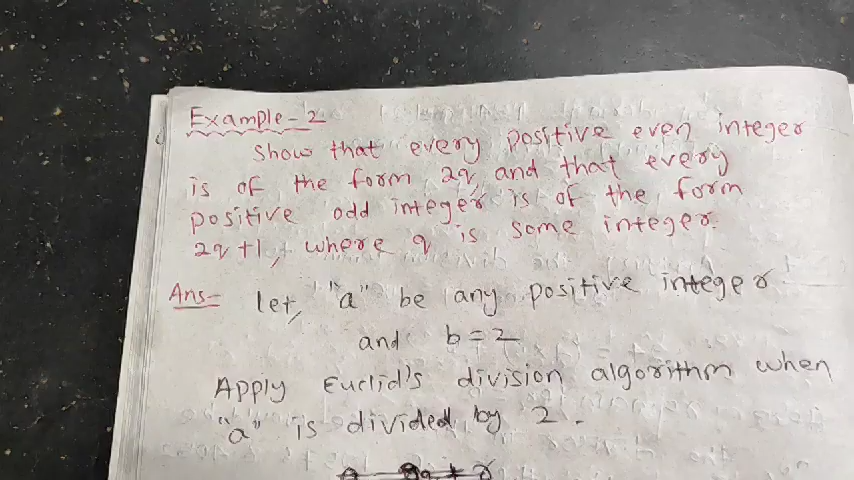 Example-2
Show that every positive even integer
is of the form 2q, and that every
positive odd integer is of the form
2q+1, where q is some integer.
Ans- let, "a" be any positive integer
and b=2
Apply Euclid's division algorithm when
"a" is divided by 2.